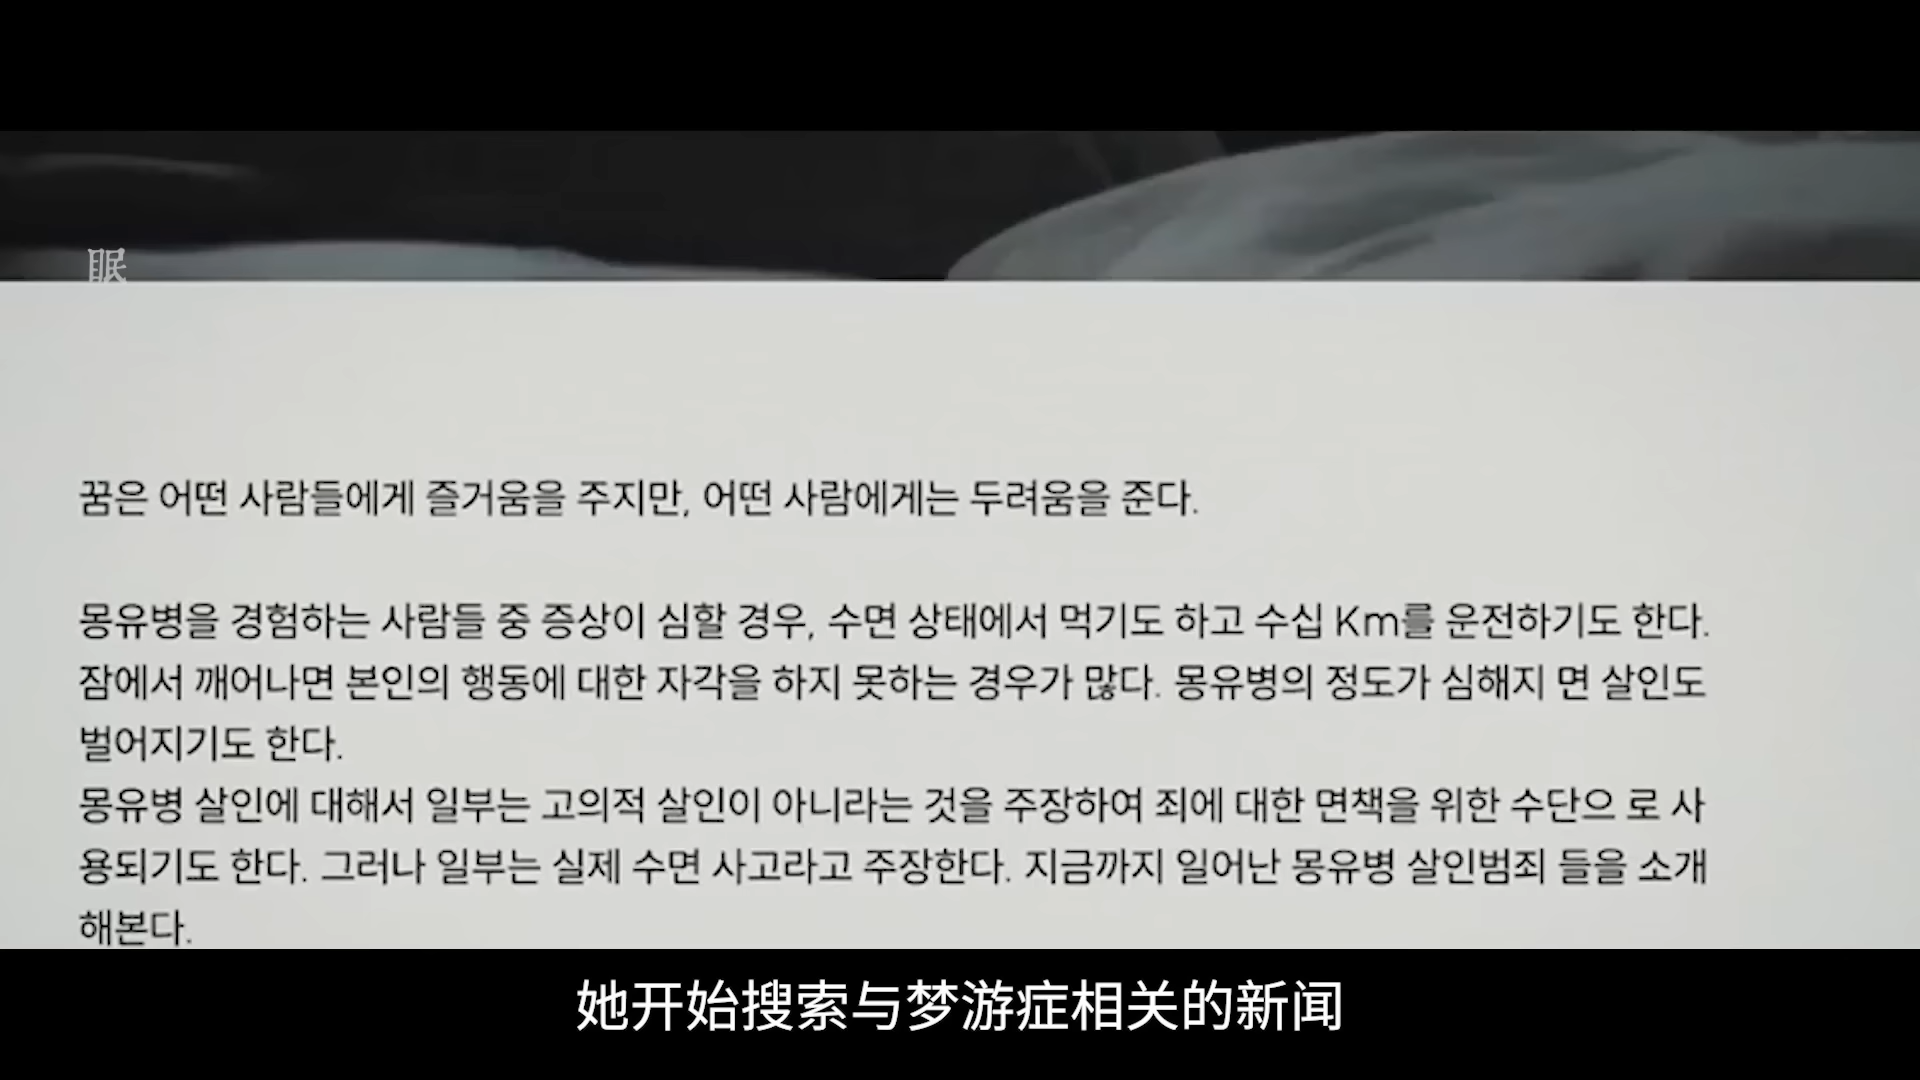 眠
꿈은 어떤 사람들에게 즐거움을 주지만, 어떤 사람에게는 두려움을 준다.
몽유병을 경험하는 사람들 중 증상이 심할 경우, 수면 상태에서 먹기도 하고 수십 Km를 운전하기도 한다.
잠에서 깨어나면 본인의 행동에 대한 자각을 하지 못하는 경우가 많다. 몽유병의 정도가 심해지 면 살인도
벌어지기도 한다.
몽유병 살인에 대해서 일부는 고의적 살인이 아니라는 것을 주장하여 죄에 대한 면책을 위한 수단으 로 사
용되기도 한다. 그러나 일부는 실제 수면 사고라고 주장한다. 지금까지 일어난 몽유병 살인범죄 들을 소개
해본다.
她开始搜索与梦游症相关的新闻